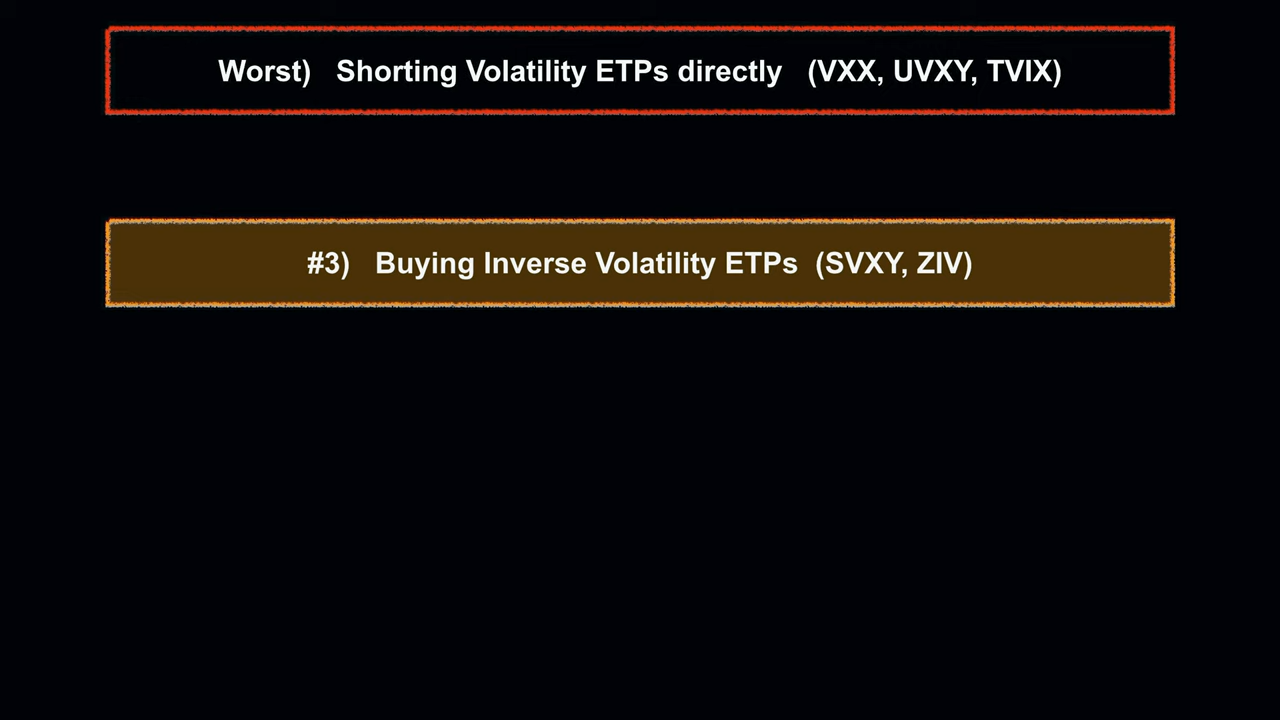 Worst) Shorting Volatility ETPs directly (VXX, UVXY, TVIX)
#3) Buying Inverse Volatility ETPs (SVXY, ZIV)